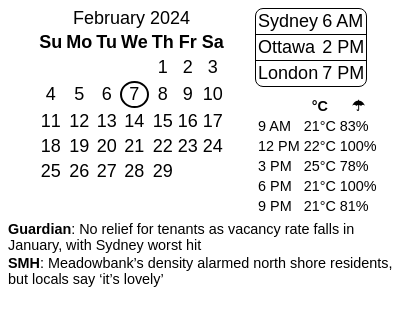 February 2024
Su Mo Tu We Th Fr Sa
1 2 3
4 5 6 7 8 9 10
11 12 13 14 15 16 17
18 19 20 21 22 23 24
25 26 27 28 29
Sydney 6 AM
Ottawa 2 PM
London 7 PM
°C ☂
9 AM 21°C 83%
12 PM 22°C 100%
3 PM 25°C 78%
6 PM 21°C 100%
9 PM 21°C 81%
Guardian: No relief for tenants as vacancy rate falls in
January, with Sydney worst hit
SMH: Meadowbank’s density alarmed north shore residents,
but locals say ‘it’s lovely’